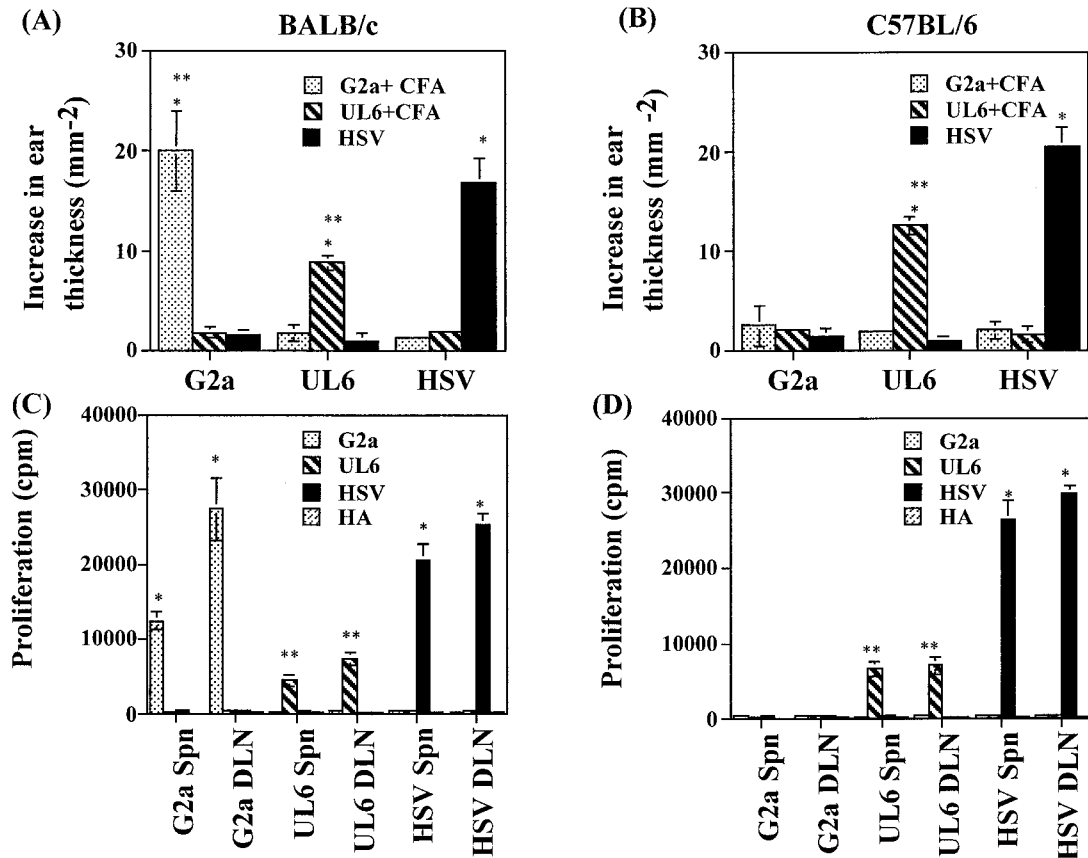 (A)
BALB/c
Increase in ear
thickness (mm-2)
30
20
10
0
G2a+ CFA
UL6+CFA
HSV
**
*
**
*
*
G2a
UL6
HSV
(B)
C57BL/6
Increase in ear
thickness (mm-2)
30
20
10
0
G2a+CFA
UL6+CFA
HSV
**
*
*
G2a
UL6
HSV
(C)
Proliferation (cpm)
40000
30000
20000
10000
0
G2a
UL6
HSV
HA
*
*
**
**
*
*
G2a Spn
G2a DLN
UL6 Spn
UL6 DLN
HSV Spn
HSV DLN
(D)
Proliferation (cpm)
40000
30000
20000
10000
0
G2a
UL6
HSV
HA
**
**
*
*
G2a Spn
G2a DLN
UL6 Spn
UL6 DLN
HSV Spn
HSV DLN